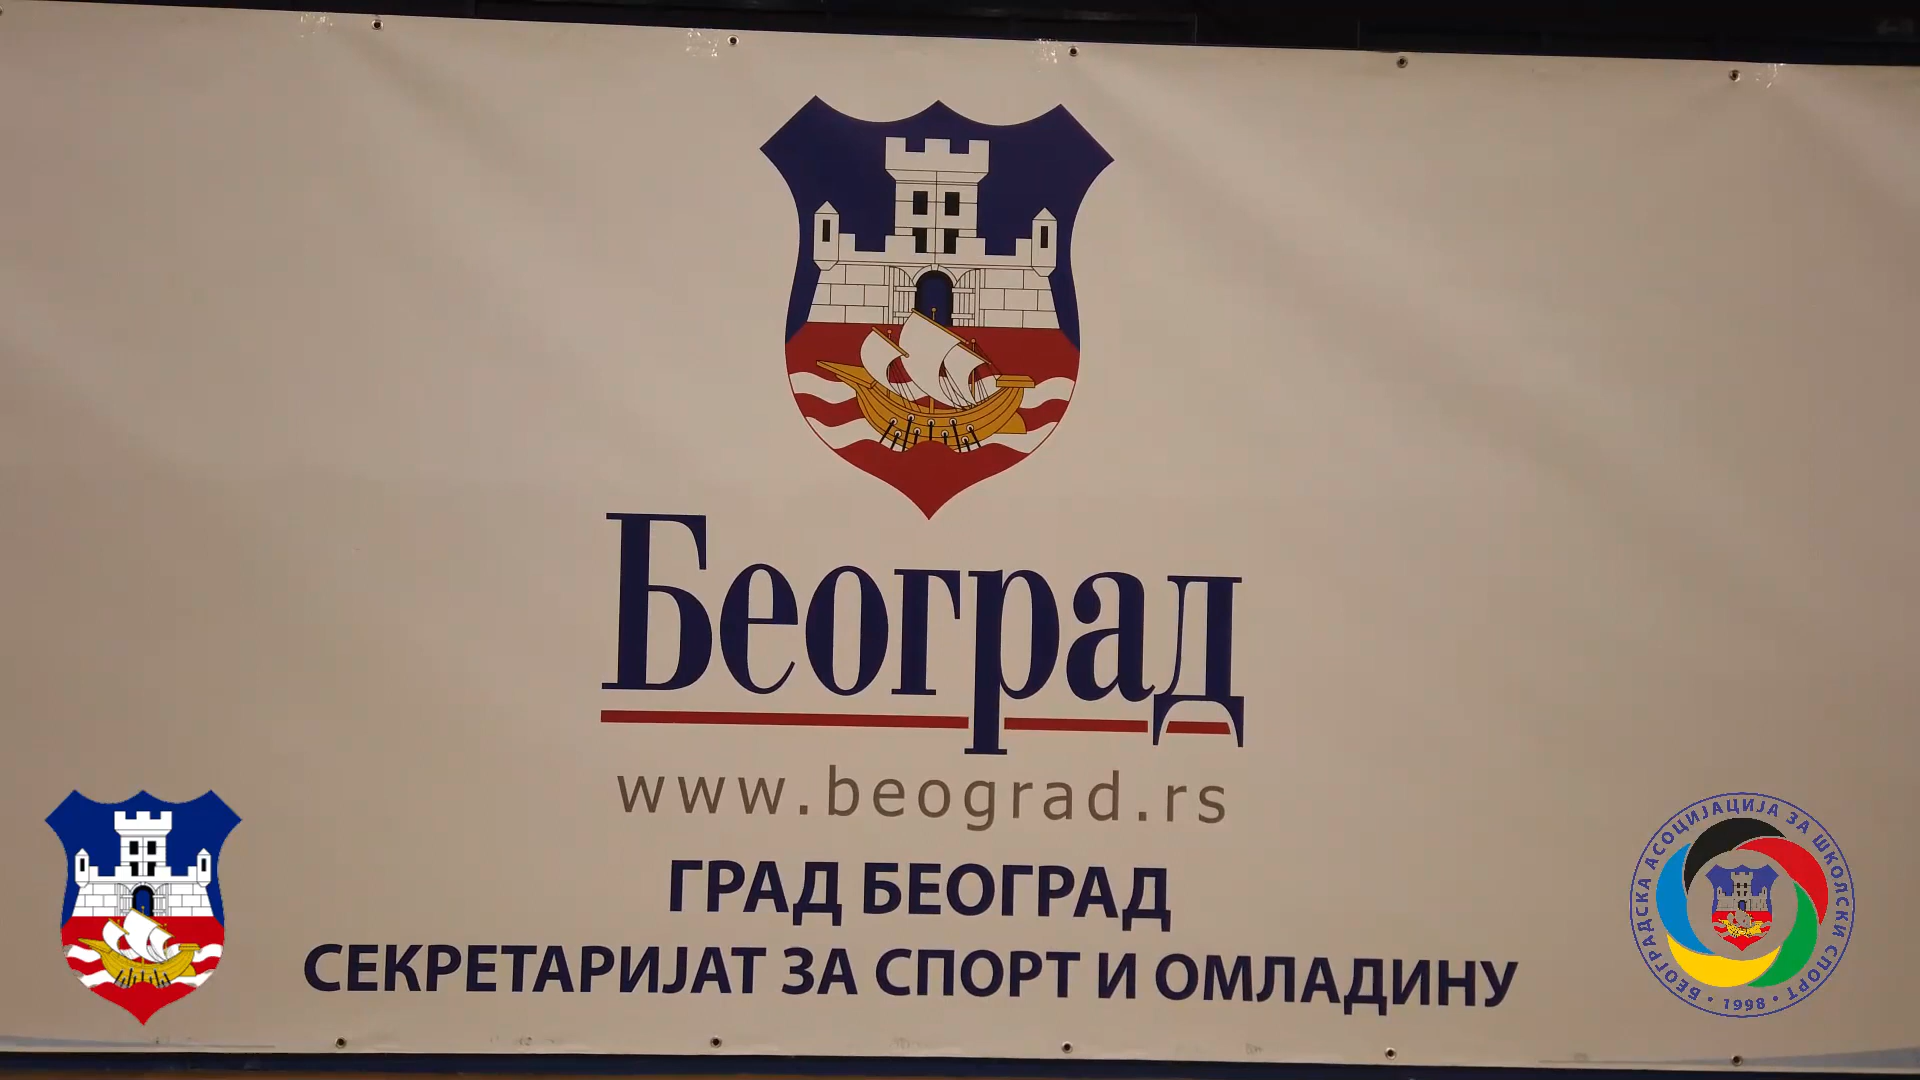 Београд
www.beograd.rs
ГРАД БЕОГРАД
СЕКРЕТАРИЈАТ ЗА СПОРТ И ОМЛАДИНУ
БЕОГРАДСКА АСОЦИЈАЦИЈА ЗА ШКОЛСКИ СПОРТ
• 1998 •